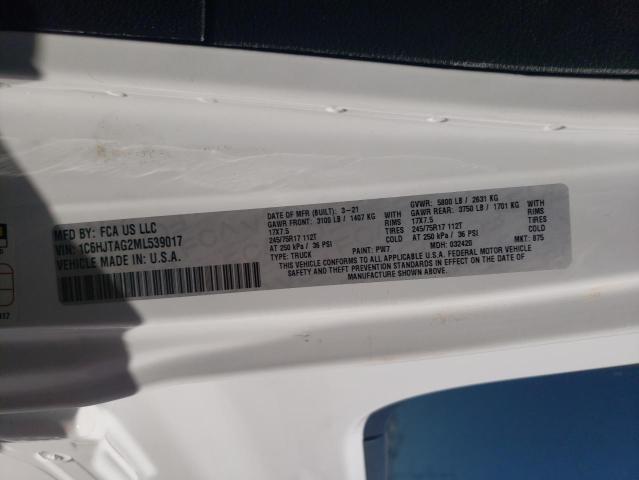 MFD BY: FCA US LLC
VIN: 1C6HJTAG2ML539017
VEHICLE MADE IN: U.S.A.
DATE OF MFR (BUILT): 3-21
GAWR FRONT: 3100 LB / 1407 KG WITH
17X7.5 RIMS
245/75R17 112T TIRES
AT 250 kPa / 36 PSI COLD
TYPE: TRUCK PAINT: PW7
GVWR: 5800 LB / 2631 KG
GAWR REAR: 3750 LB / 1701 KG WITH
17X7.5 RIMS
245/75R17 112T TIRES
AT 250 kPa / 36 PSI COLD
MDH: 032420 MKT: 875
THIS VEHICLE CONFORMS TO ALL APPLICABLE U.S.A. FEDERAL MOTOR VEHICLE
SAFETY AND THEFT PREVENTION STANDARDS IN EFFECT ON THE DATE OF
MANUFACTURE SHOWN ABOVE.